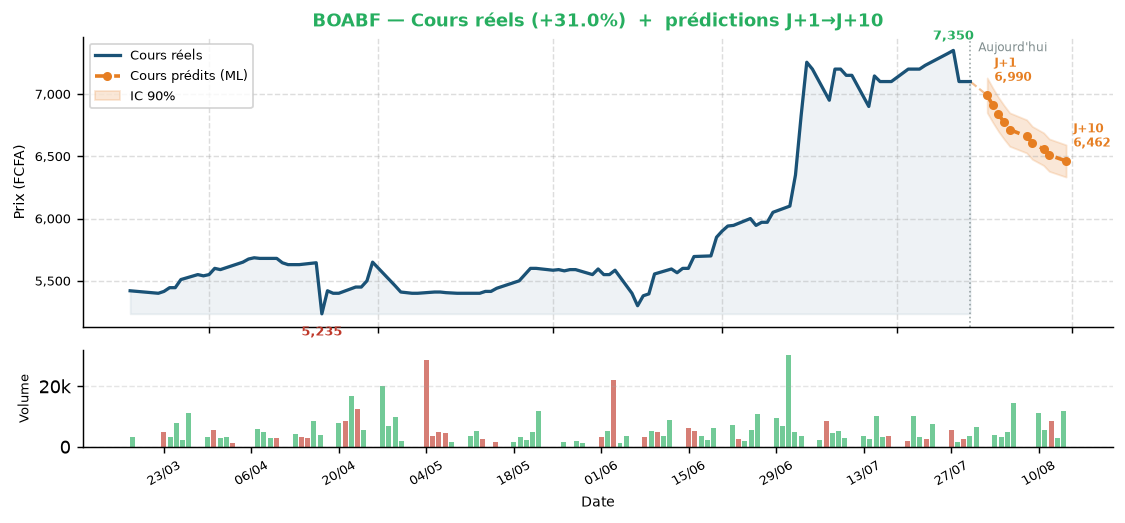 BOABF — Cours réels (+31.0%)  +  prédictions J+1→J+10
Cours réels
Cours prédits (ML)
IC 90%
7,350
Aujourd'hui
J+1
6,990
J+10
6,462
5,235
Prix (FCFA)
7,000
6,500
6,000
5,500
Volume
20k
0
23/03
06/04
20/04
04/05
18/05
01/06
15/06
29/06
13/07
27/07
10/08
Date